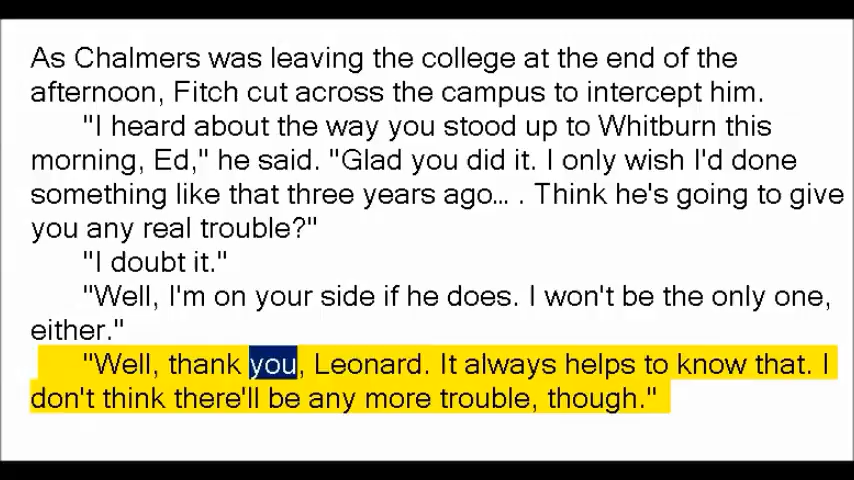 As Chalmers was leaving the college at the end of the
afternoon, Fitch cut across the campus to intercept him.
"I heard about the way you stood up to Whitburn this
morning, Ed," he said. "Glad you did it. I only wish I'd done
something like that three years ago... . Think he's going to give
you any real trouble?"
"I doubt it."
"Well, I'm on your side if he does. I won't be the only one,
either."
"Well, thank you, Leonard. It always helps to know that. I
don't think there'll be any more trouble, though."